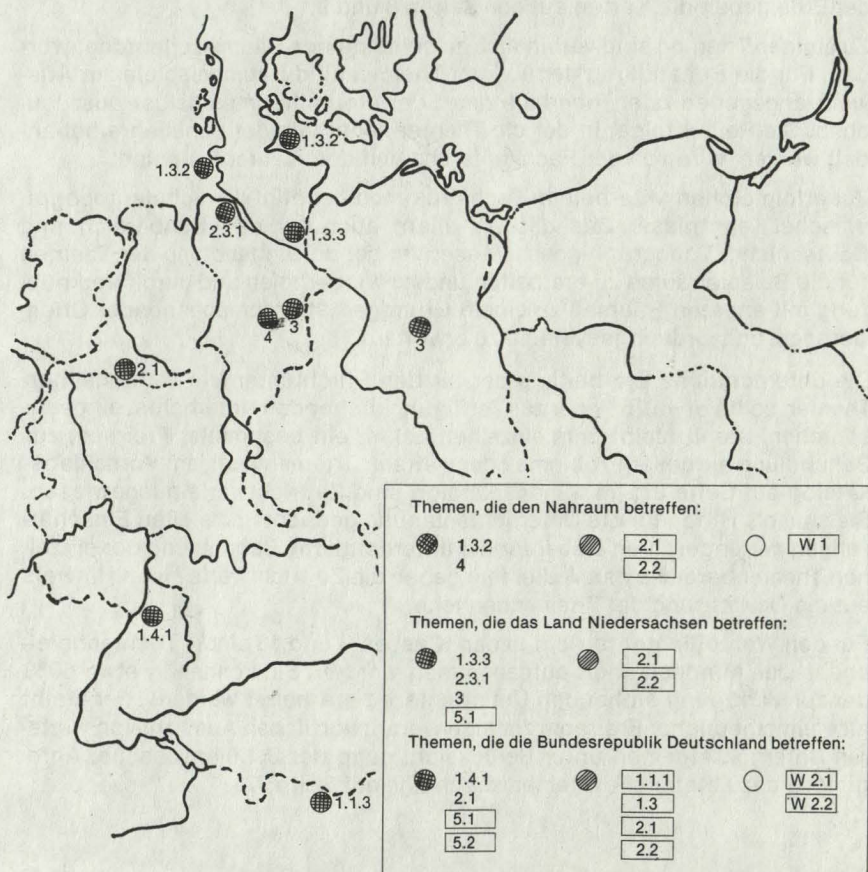 1.3.2
1.3.2
2.3.1
1.3.3
3
4
3
2.1
1.4.1
1.1.3
Themen, die den Nahraum betreffen:
1.3.2 2.1 W 1
4 2.2
Themen, die das Land Niedersachsen betreffen:
1.3.3 2.1
2.3.1 2.2
3
5.1
Themen, die die Bundesrepublik Deutschland betreffen:
1.4.1 1.1.1 W 2.1
2.1 1.3 W 2.2
5.1 2.1
5.2 2.2